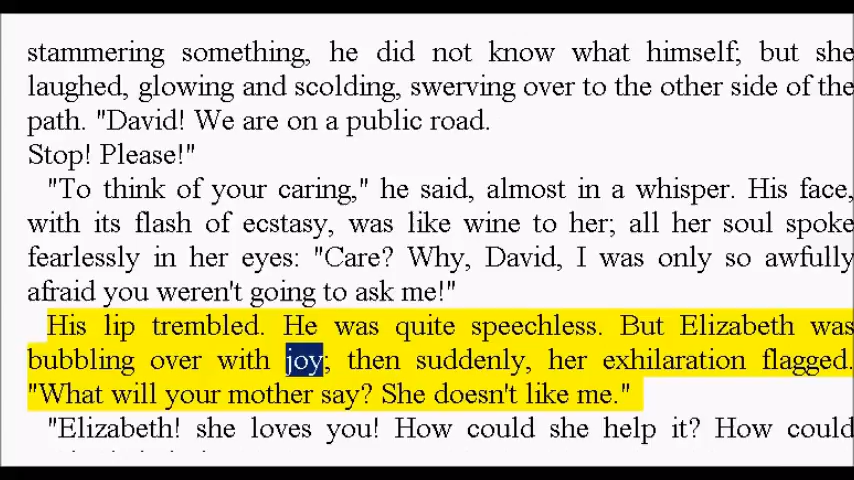 stammering something, he did not know what himself; but she
laughed, glowing and scolding, swerving over to the other side of the
path. "David! We are on a public road.
Stop! Please!"
"To think of your caring," he said, almost in a whisper. His face,
with its flash of ecstasy, was like wine to her; all her soul spoke
fearlessly in her eyes: "Care? Why, David, I was only so awfully
afraid you weren't going to ask me!"
His lip trembled. He was quite speechless. But Elizabeth was
bubbling over with joy; then suddenly, her exhilaration flagged.
"What will your mother say? She doesn't like me."
"Elizabeth! she loves you! How could she help it? How could